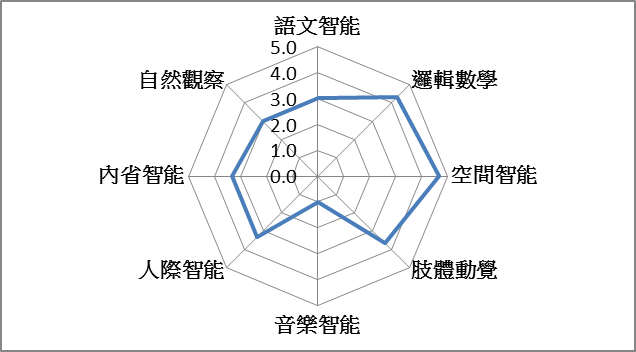 語文智能
5.0
4.0
3.0
2.0
1.0
0.0
邏輯數學
空間智能
肢體動覺
音樂智能
人際智能
內省智能
自然觀察